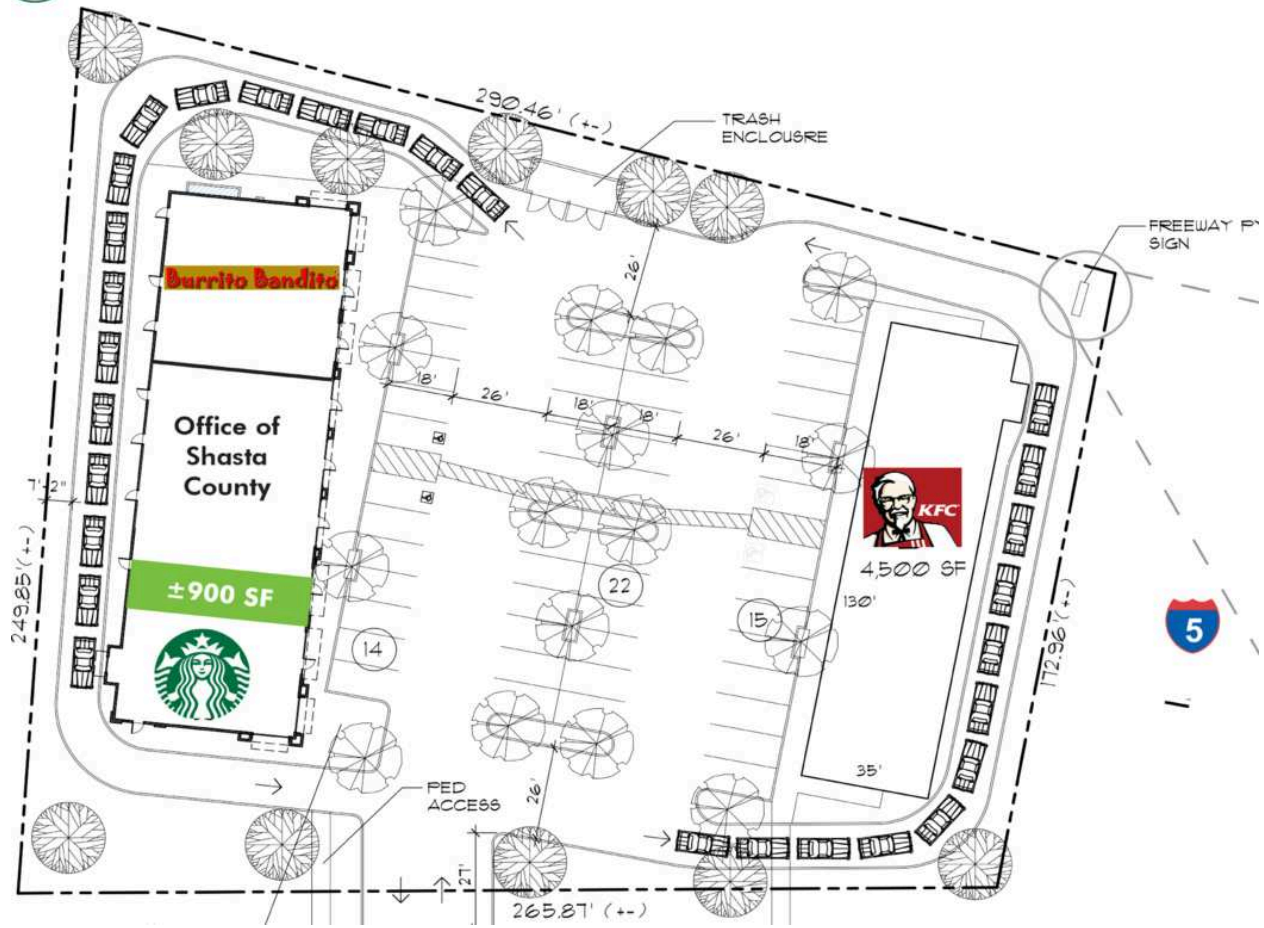 290.46' (+-)
TRASH
ENCLOUSRE
FREEWAY PY
SIGN
Burrito Bandito
26'
18'
26'
18'
18'
26'
18'
Office of
Shasta
County
KFC
4,500 SF
7'-2"
249.85' (+-)
±900 SF
22
130'
15
14
5
172.96' (+-)
35'
PED
ACCESS
26'
27'
265.87' (+-)